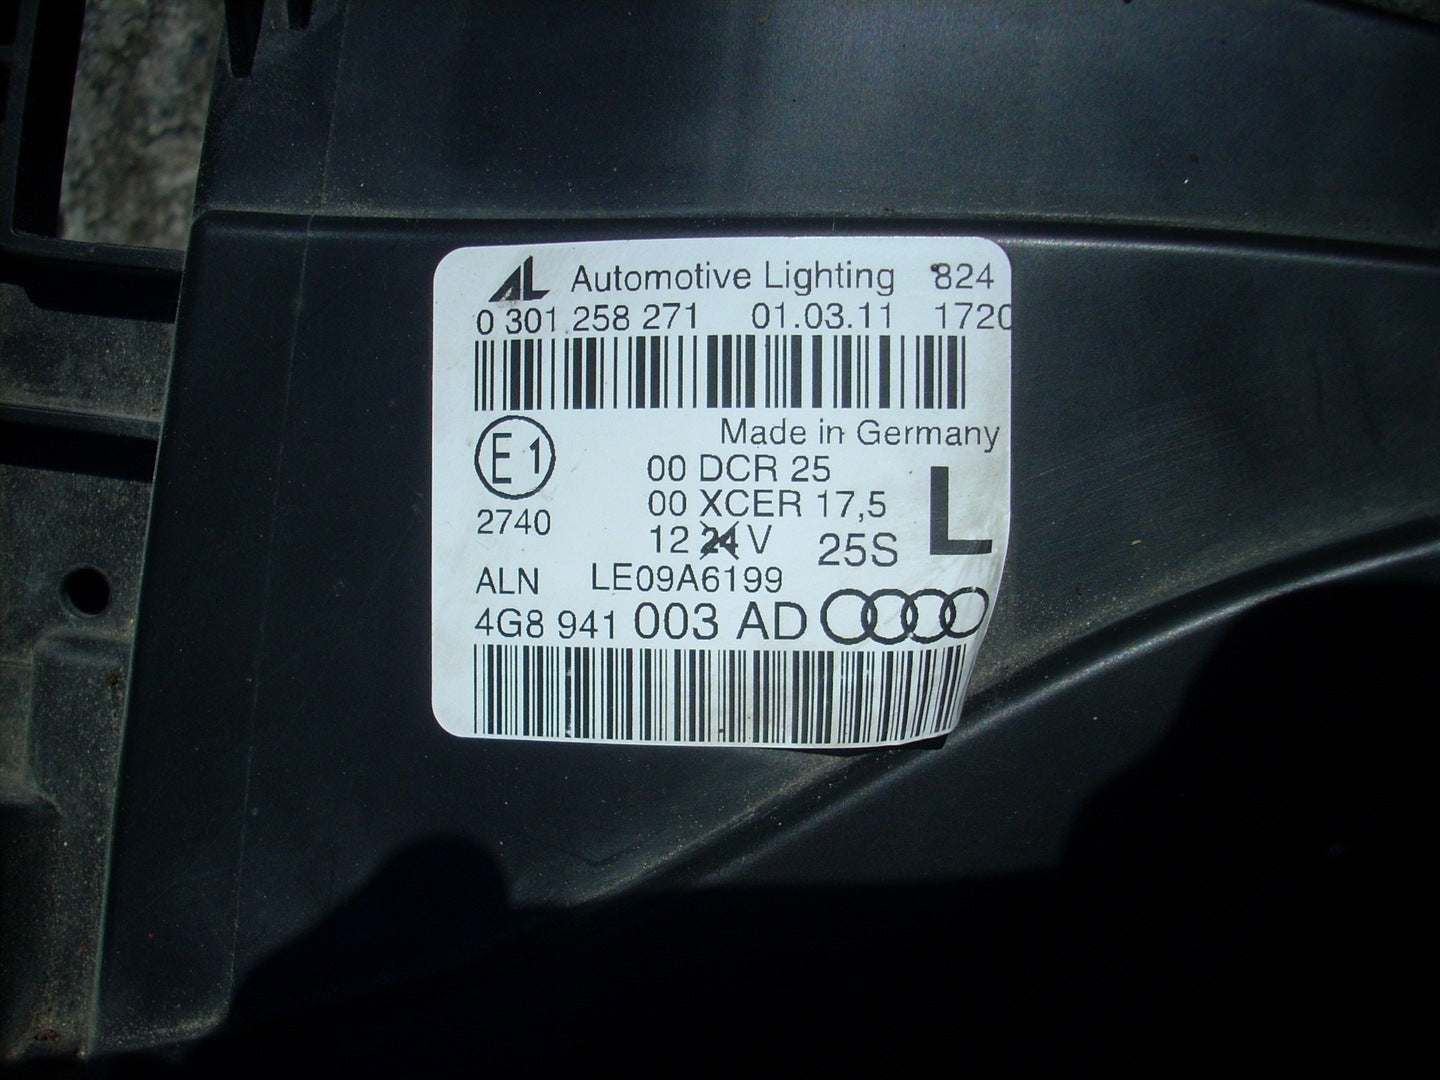 AL Automotive Lighting 824
0 301 258 271 01.03.11 1720
Made in Germany
E1
00 DCR 25
00 XCER 17,5
L
2740
12 24 V
25S
ALN LE09A6199
4G8 941 003 AD